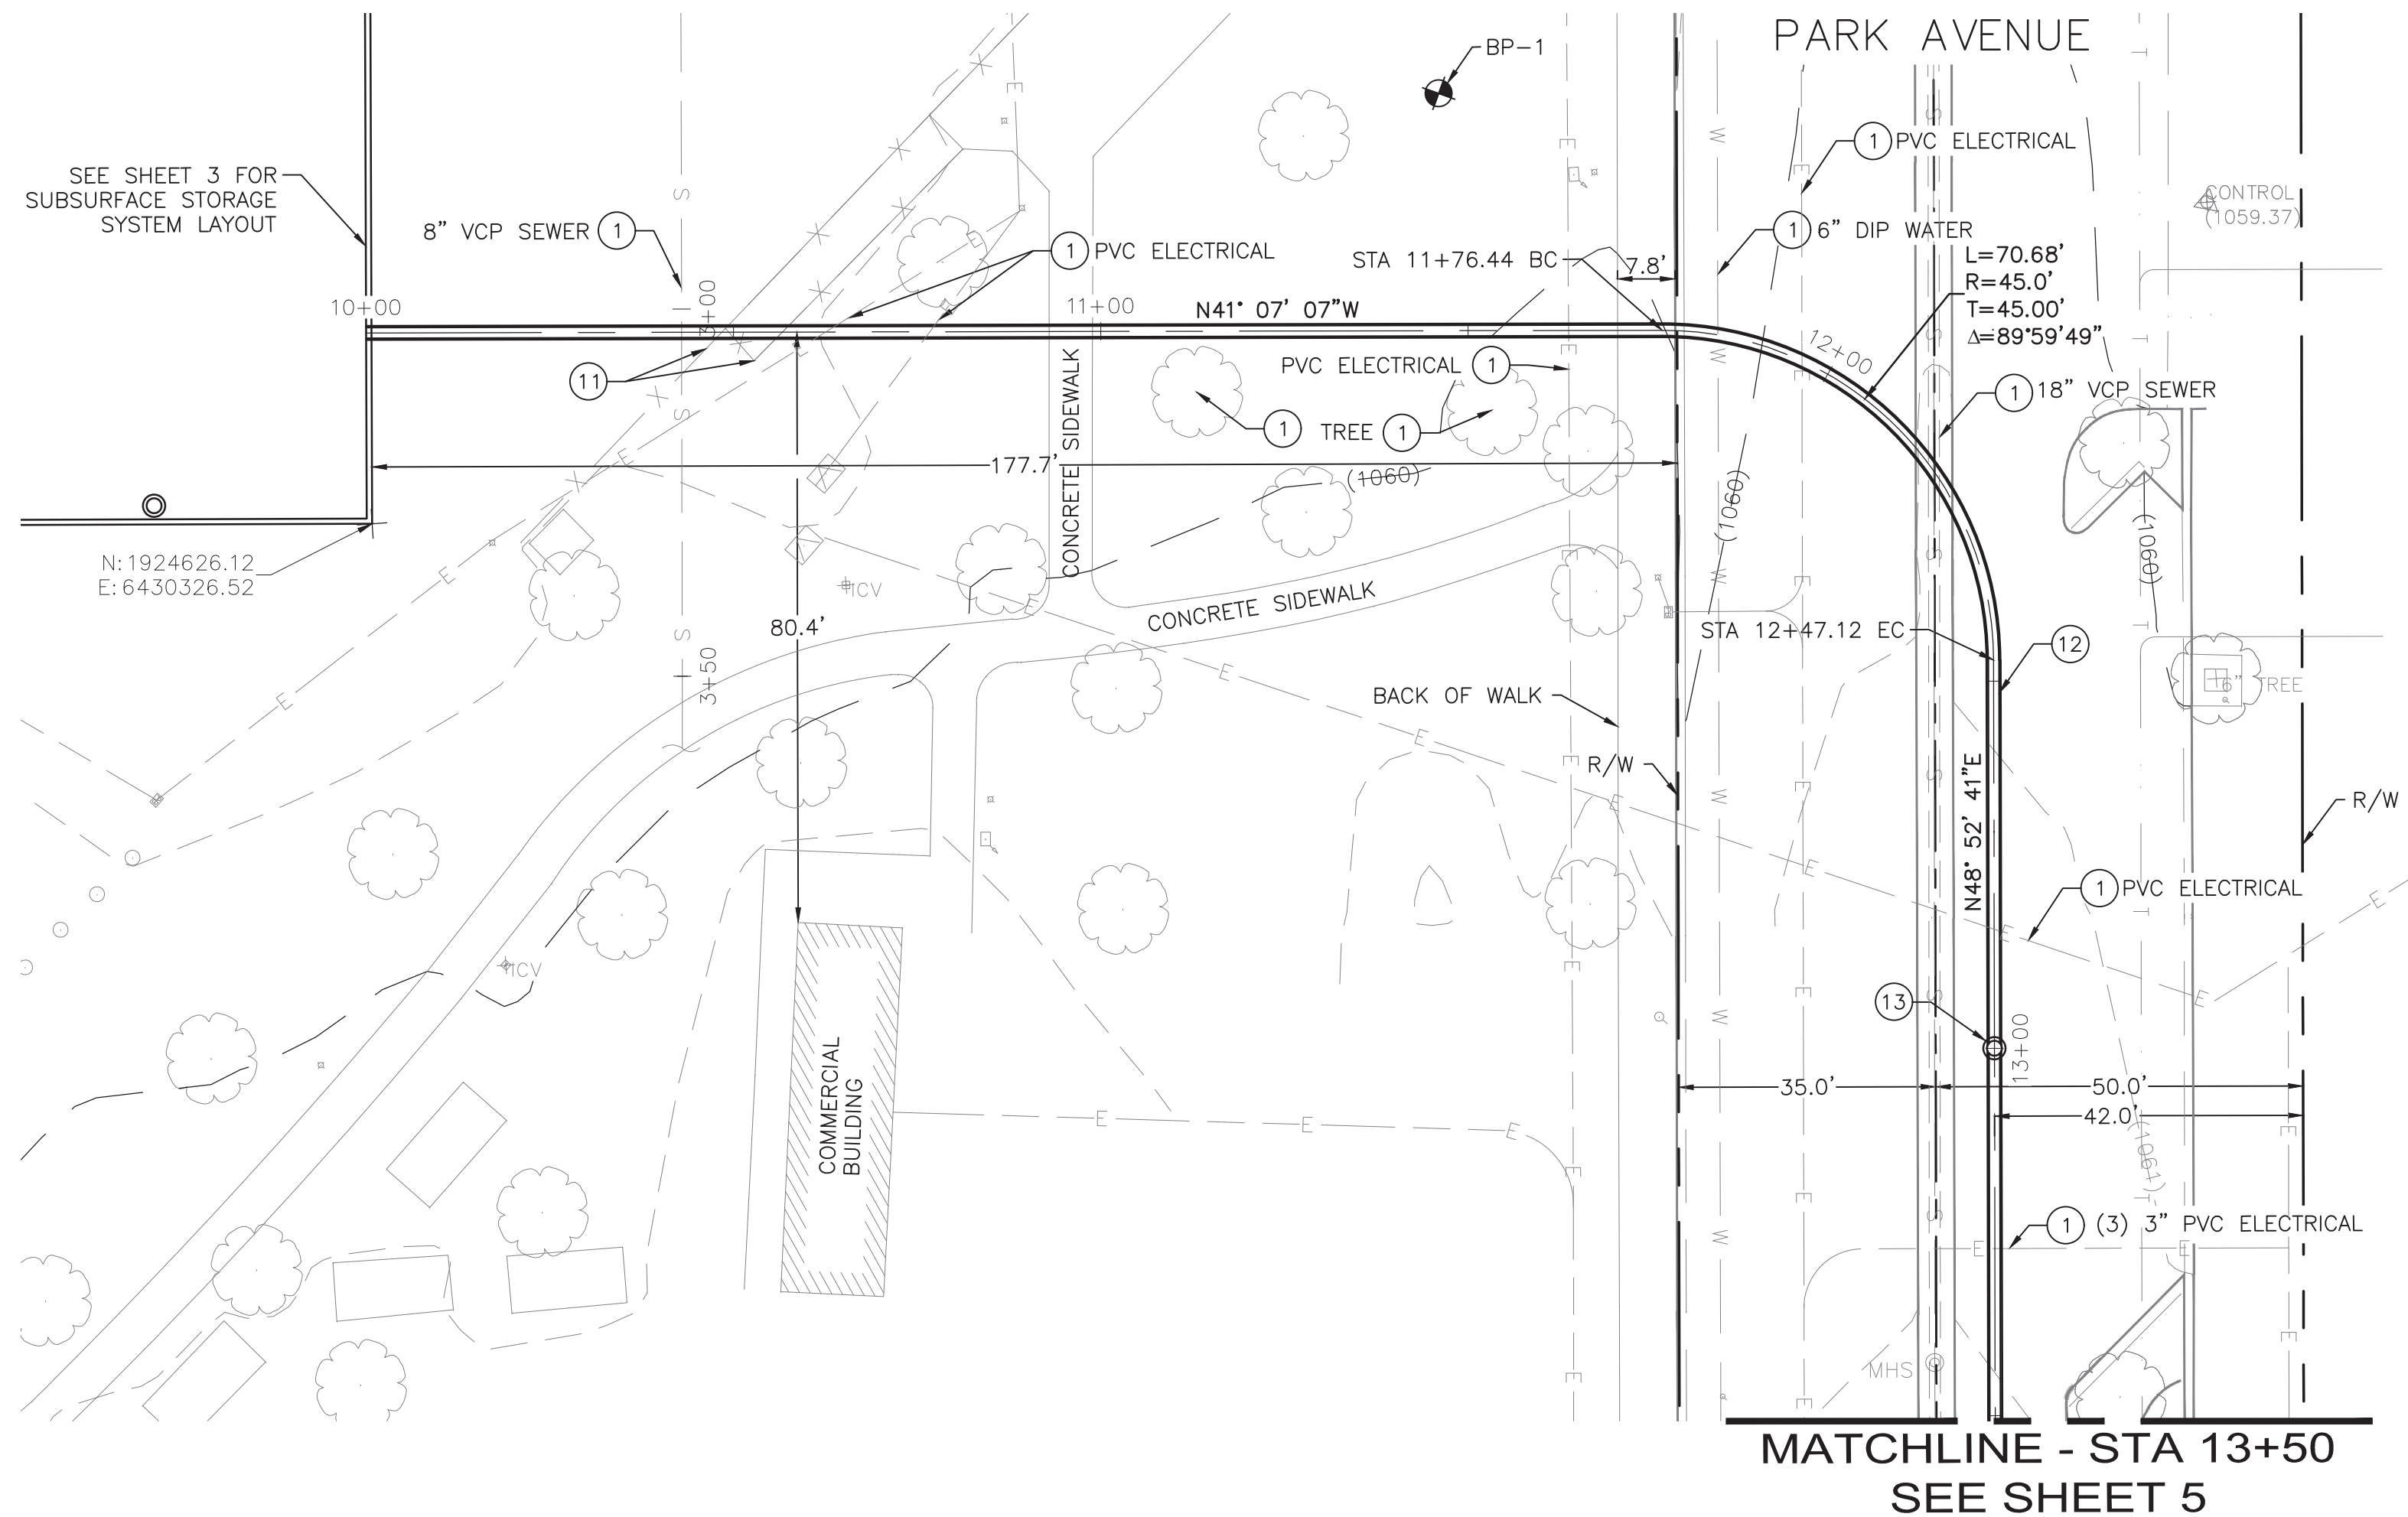 PARK AVENUE
BP-1
1 PVC ELECTRICAL
SEE SHEET 3 FOR
SUBSURFACE STORAGE
SYSTEM LAYOUT
CONTROL
(1059.37)
8" VCP SEWER 1
1 PVC ELECTRICAL
STA 11+76.44 BC
7.8'
1 6" DIP WATER
L=70.68'
R=45.0'
T=45.00'
Δ=89°59'49"
10+00
3+00
11+00
N41° 07' 07"W
12+00
11
CONCRETE SIDEWALK
PVC ELECTRICAL 1
1 18" VCP SEWER
1 TREE 1
177.7'
(1060)
(1060)
(1060)
N:1924626.12
E:6430326.52
ICV
CONCRETE SIDEWALK
80.4'
STA 12+47.12 EC
12
3+50
BACK OF WALK
6" TREE
R/W
N48° 52' 41"E
R/W
1 PVC ELECTRICAL
ICV
13
13+00
COMMERCIAL
BUILDING
35.0'
50.0'
42.0'
(1061)
1 (3) 3" PVC ELECTRICAL
MHS
S
S
S
S
S
S
S
S
S
W
W
W
W
W
W
E
E
E
E
E
E
E
E
E
E
E
T
T
T
T
X
X
X
MATCHLINE - STA 13+50
SEE SHEET 5